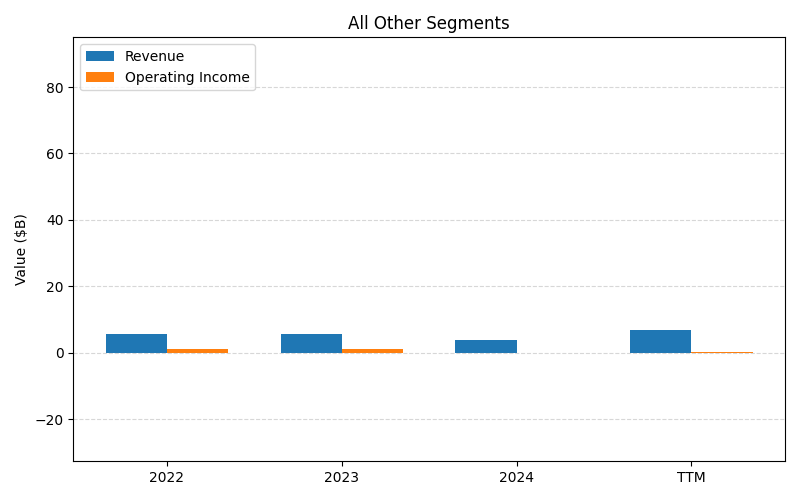 All Other Segments
Revenue
Operating Income
Value ($B)
80
60
40
20
0
−20
2022
2023
2024
TTM